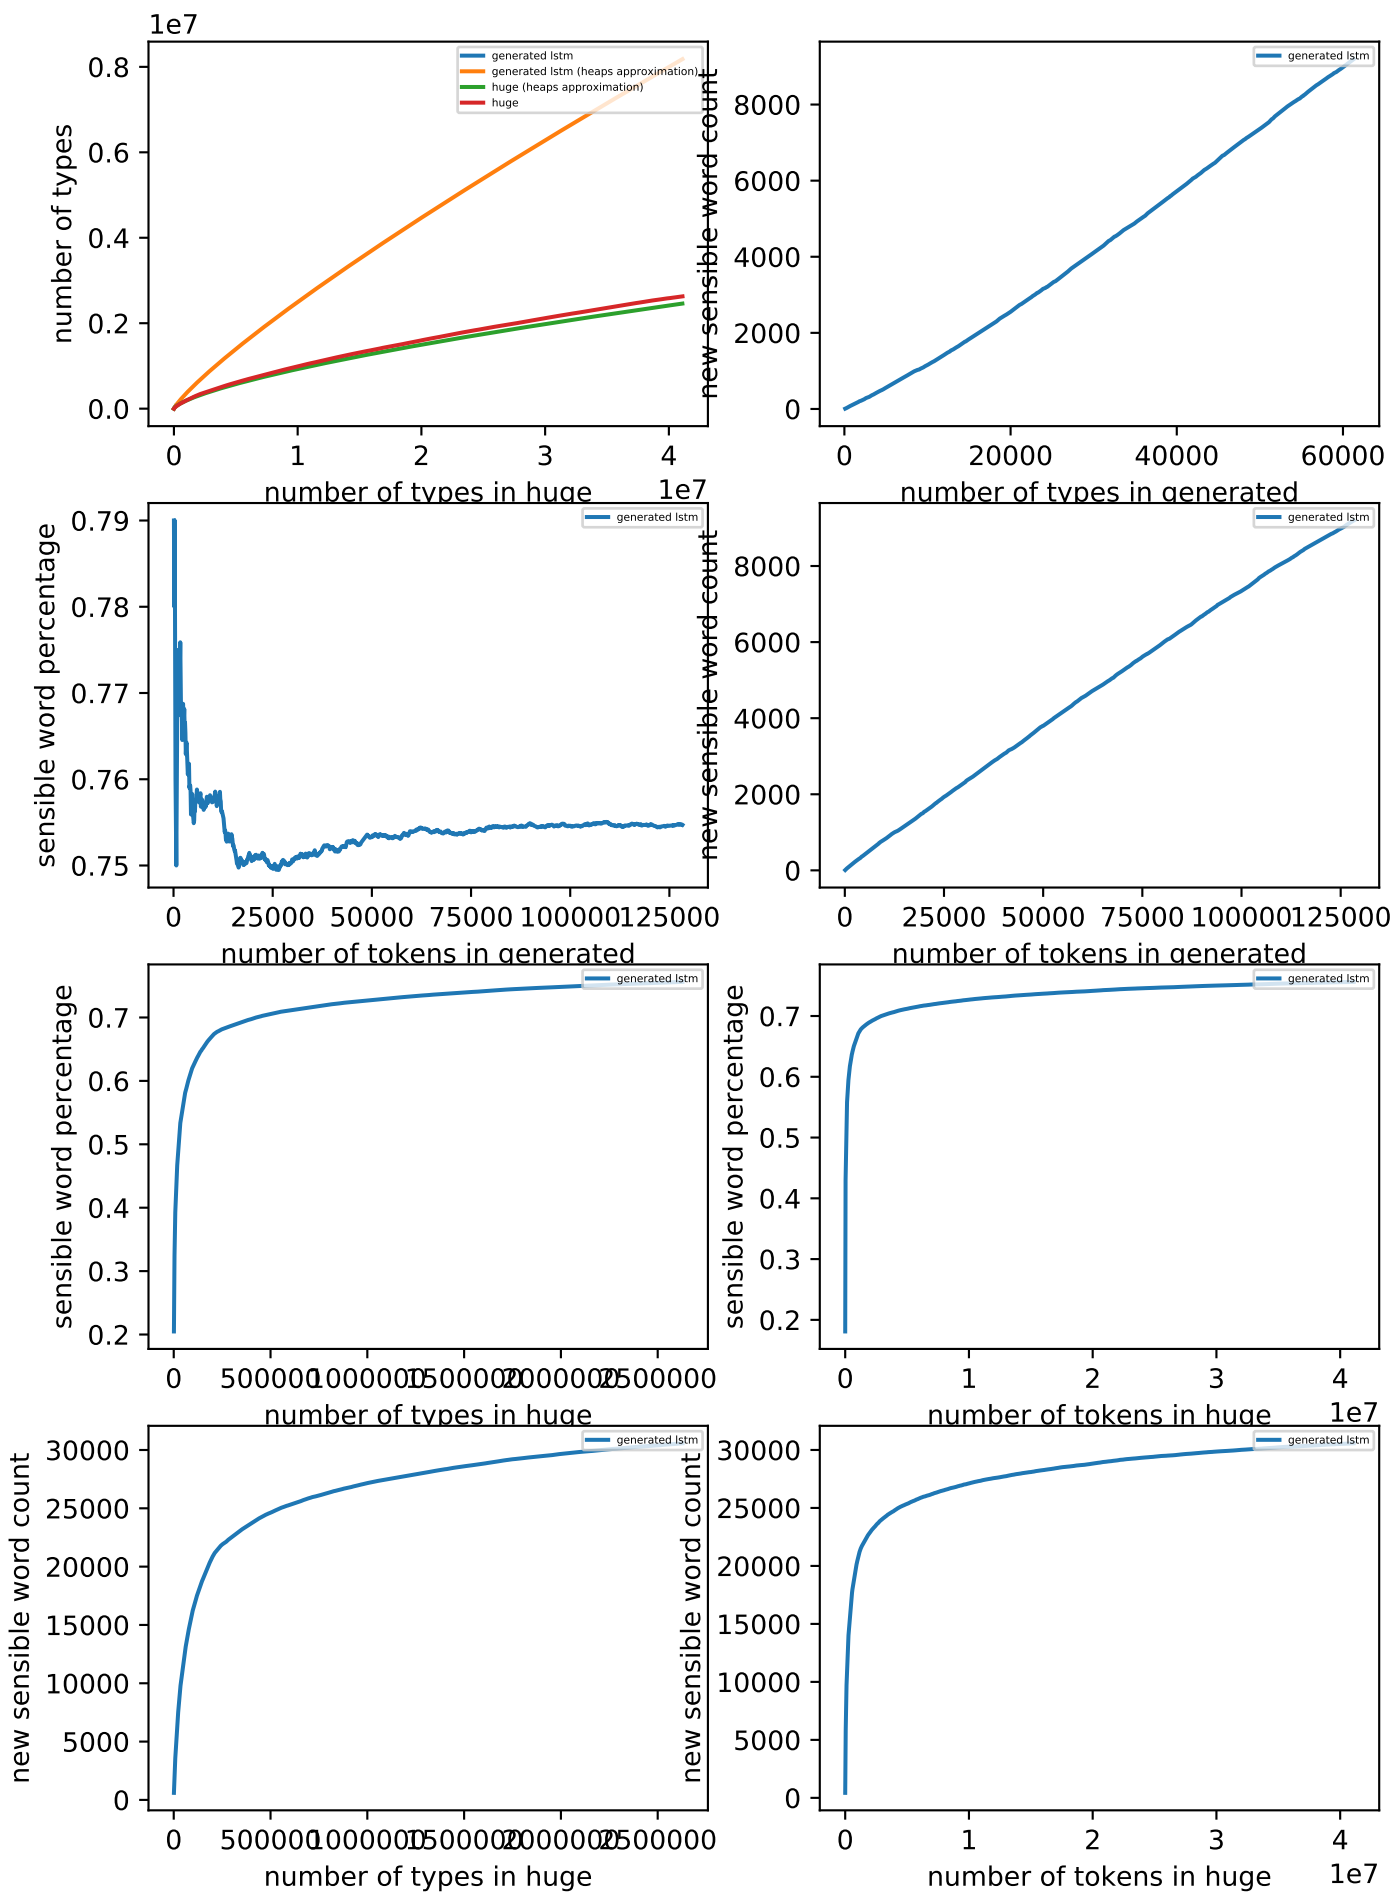 1e7
number of types
0.8
0.6
0.4
0.2
0.0
generated lstm
generated lstm (heaps approximation)
huge (heaps approximation)
huge
0 1 2 3 4
1e7
number of types in huge
new sensible word count
8000
6000
4000
2000
0
generated lstm
0 20000 40000 60000
number of types in generated
sensible word percentage
0.79
0.78
0.77
0.76
0.75
generated lstm
0 25000 50000 75000 100000 125000
number of tokens in generated
new sensible word count
8000
6000
4000
2000
0
generated lstm
0 25000 50000 75000 100000 125000
number of tokens in generated
sensible word percentage
0.7
0.6
0.5
0.4
0.3
0.2
generated lstm
0 500000 1000000 1500000 2000000 2500000
number of types in huge
sensible word percentage
0.7
0.6
0.5
0.4
0.3
0.2
generated lstm
0 1 2 3 4
1e7
number of tokens in huge
new sensible word count
30000
25000
20000
15000
10000
5000
0
generated lstm
0 500000 1000000 1500000 2000000 2500000
number of types in huge
new sensible word count
30000
25000
20000
15000
10000
5000
0
generated lstm
0 1 2 3 4
1e7
number of tokens in huge